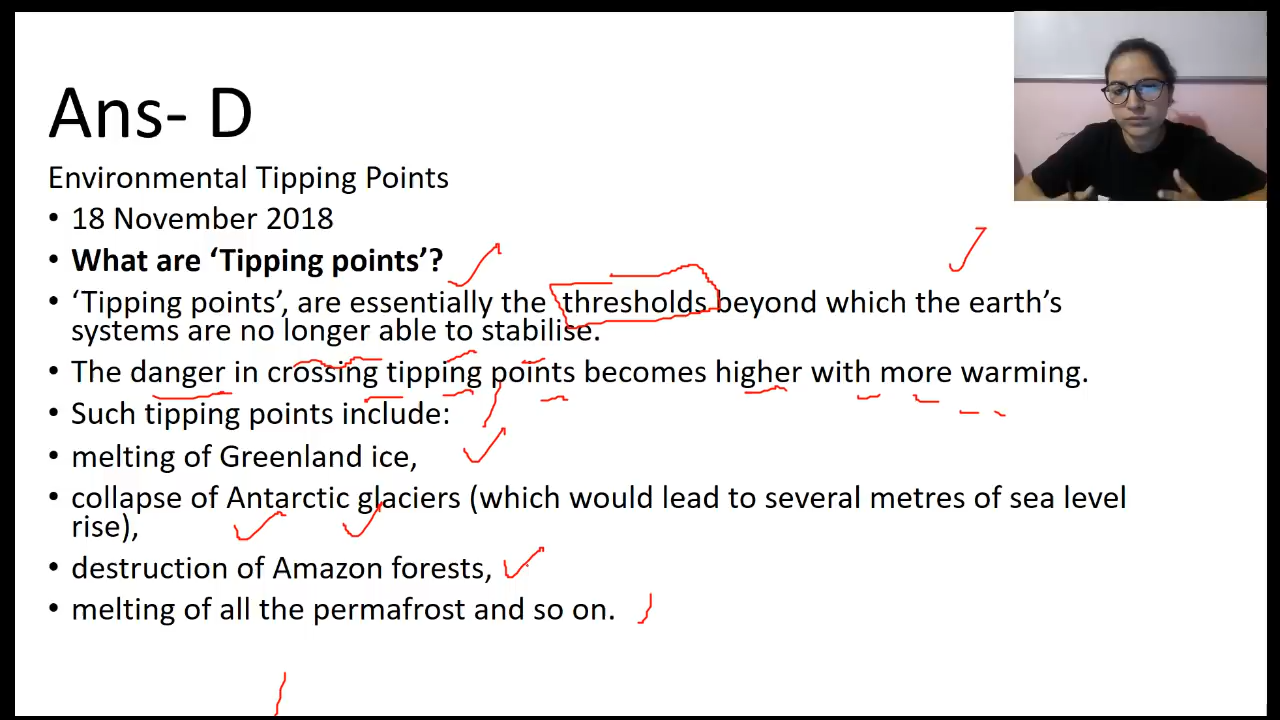 Ans- D
Environmental Tipping Points
• 18 November 2018
• What are ‘Tipping points’?
• ‘Tipping points’, are essentially the thresholds beyond which the earth’s
systems are no longer able to stabilise.
• The danger in crossing tipping points becomes higher with more warming.
• Such tipping points include:
• melting of Greenland ice,
• collapse of Antarctic glaciers (which would lead to several metres of sea level
rise),
• destruction of Amazon forests,
• melting of all the permafrost and so on.